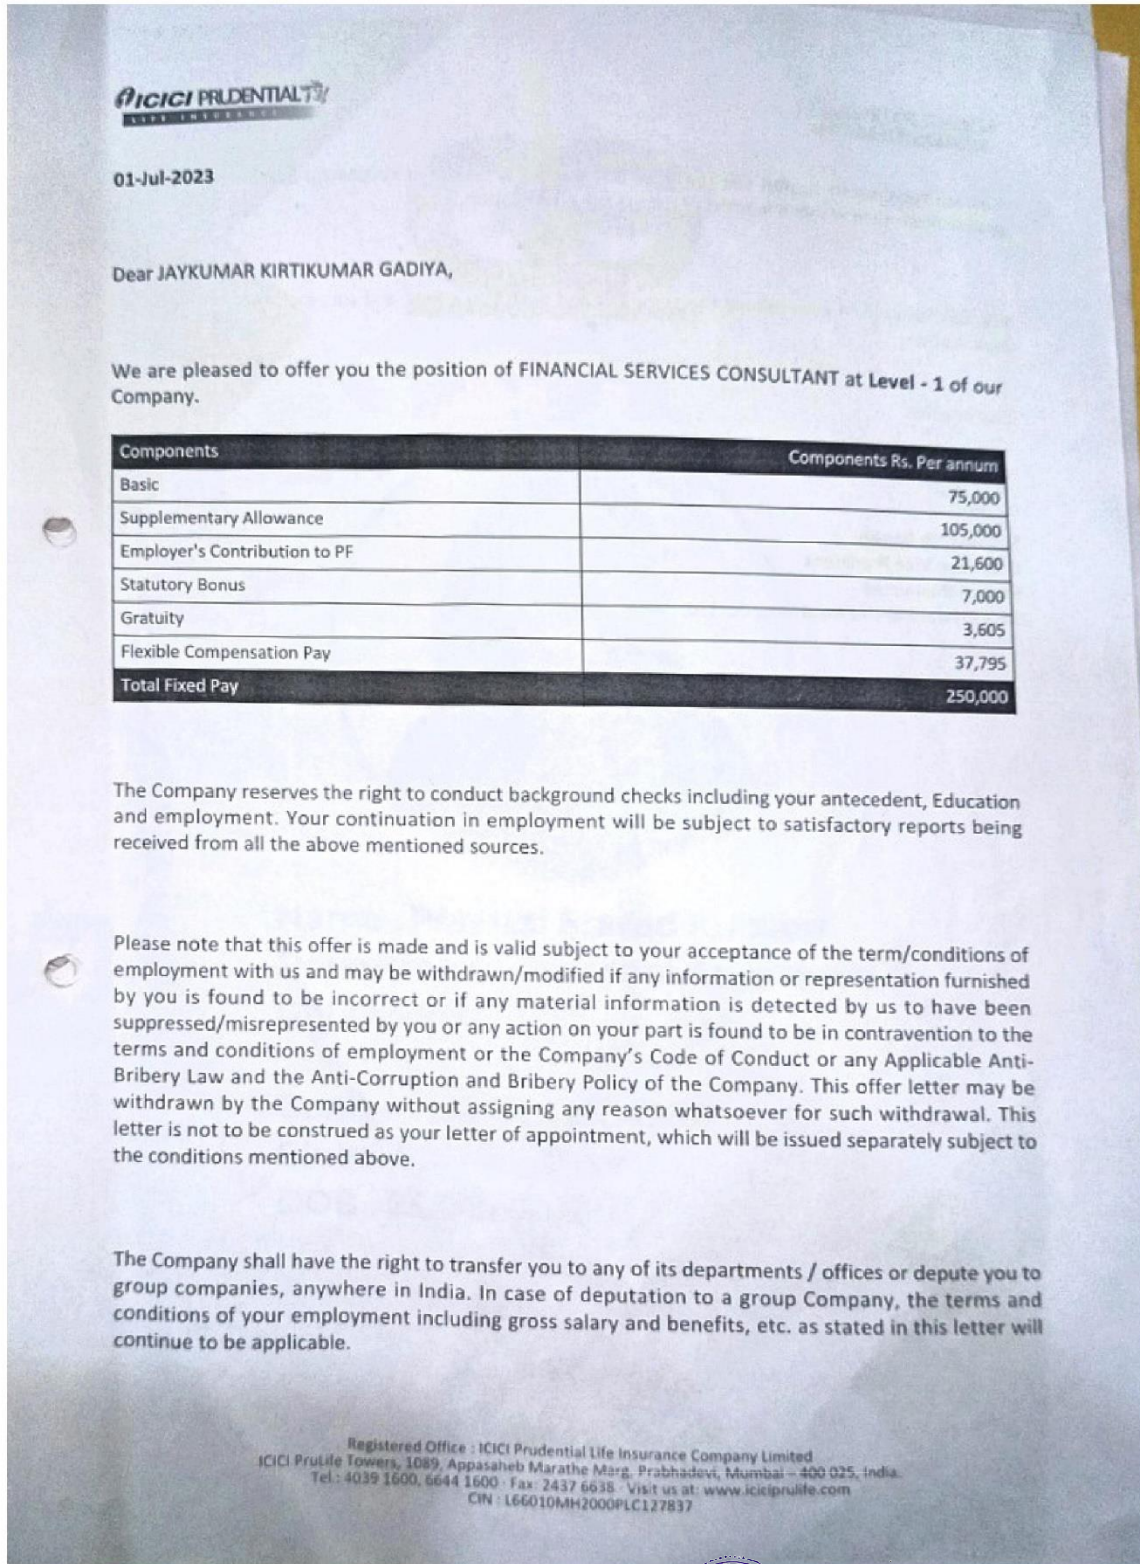 ICICI PRUDENTIAL
LIFE INSURANCE
01-Jul-2023
Dear JAYKUMAR KIRTIKUMAR GADIYA,
We are pleased to offer you the position of FINANCIAL SERVICES CONSULTANT at Level - 1 of our
Company.
Components Components Rs. Per annum
Basic 75,000
Supplementary Allowance 105,000
Employer's Contribution to PF 21,600
Statutory Bonus 7,000
Gratuity 3,605
Flexible Compensation Pay 37,795
Total Fixed Pay 250,000
The Company reserves the right to conduct background checks including your antecedent, Education
and employment. Your continuation in employment will be subject to satisfactory reports being
received from all the above mentioned sources.
Please note that this offer is made and is valid subject to your acceptance of the term/conditions of
employment with us and may be withdrawn/modified if any information or representation furnished
by you is found to be incorrect or if any material information is detected by us to have been
suppressed/misrepresented by you or any action on your part is found to be in contravention to the
terms and conditions of employment or the Company's Code of Conduct or any Applicable Anti-
Bribery Law and the Anti-Corruption and Bribery Policy of the Company. This offer letter may be
withdrawn by the Company without assigning any reason whatsoever for such withdrawal. This
letter is not to be construed as your letter of appointment, which will be issued separately subject to
the conditions mentioned above.
The Company shall have the right to transfer you to any of its departments / offices or depute you to
group companies, anywhere in India. In case of deputation to a group Company, the terms and
conditions of your employment including gross salary and benefits, etc. as stated in this letter will
continue to be applicable.
Registered Office : ICICI Prudential Life Insurance Company Limited
ICICI PruLife Towers, 1089, Appasaheb Marathe Marg, Prabhadevi, Mumbai – 400 025, India.
Tel : 4039 1600, 6644 1600 · Fax: 2437 6638 · Visit us at: www.iciciprulife.com
CIN : L66010MH2000PLC127837